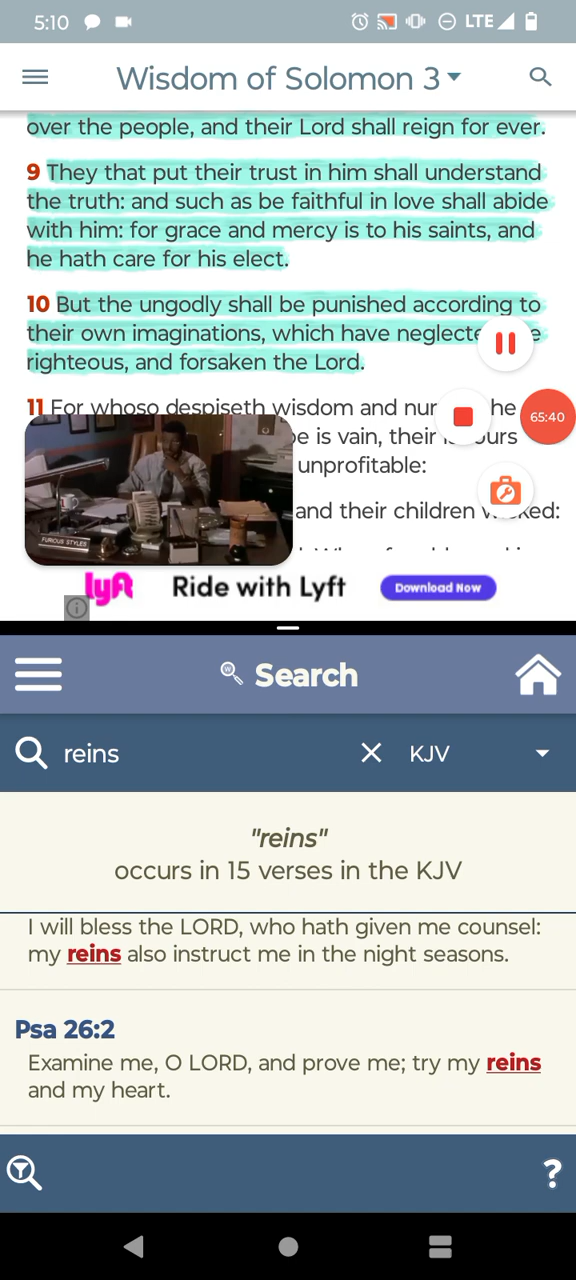 5:10 LTE
Wisdom of Solomon 3
over the people, and their Lord shall reign for ever.
9 They that put their trust in him shall understand
the truth: and such as be faithful in love shall abide
with him: for grace and mercy is to his saints, and
he hath care for his elect.
10 But the ungodly shall be punished according to
their own imaginations, which have
righteous, and forsaken the Lord.
11 For whoso despiseth wisdom and he
65:40
is vain, their
unprofitable:
and their children
FURIOUS STYLES
lyft Ride with Lyft Download Now
Search
reins KJV
"reins"
occurs in 15 verses in the KJV
I will bless the LORD, who hath given me counsel:
my reins also instruct me in the night seasons.
Psa 26:2
Examine me, O LORD, and prove me; try my reins
and my heart.
?